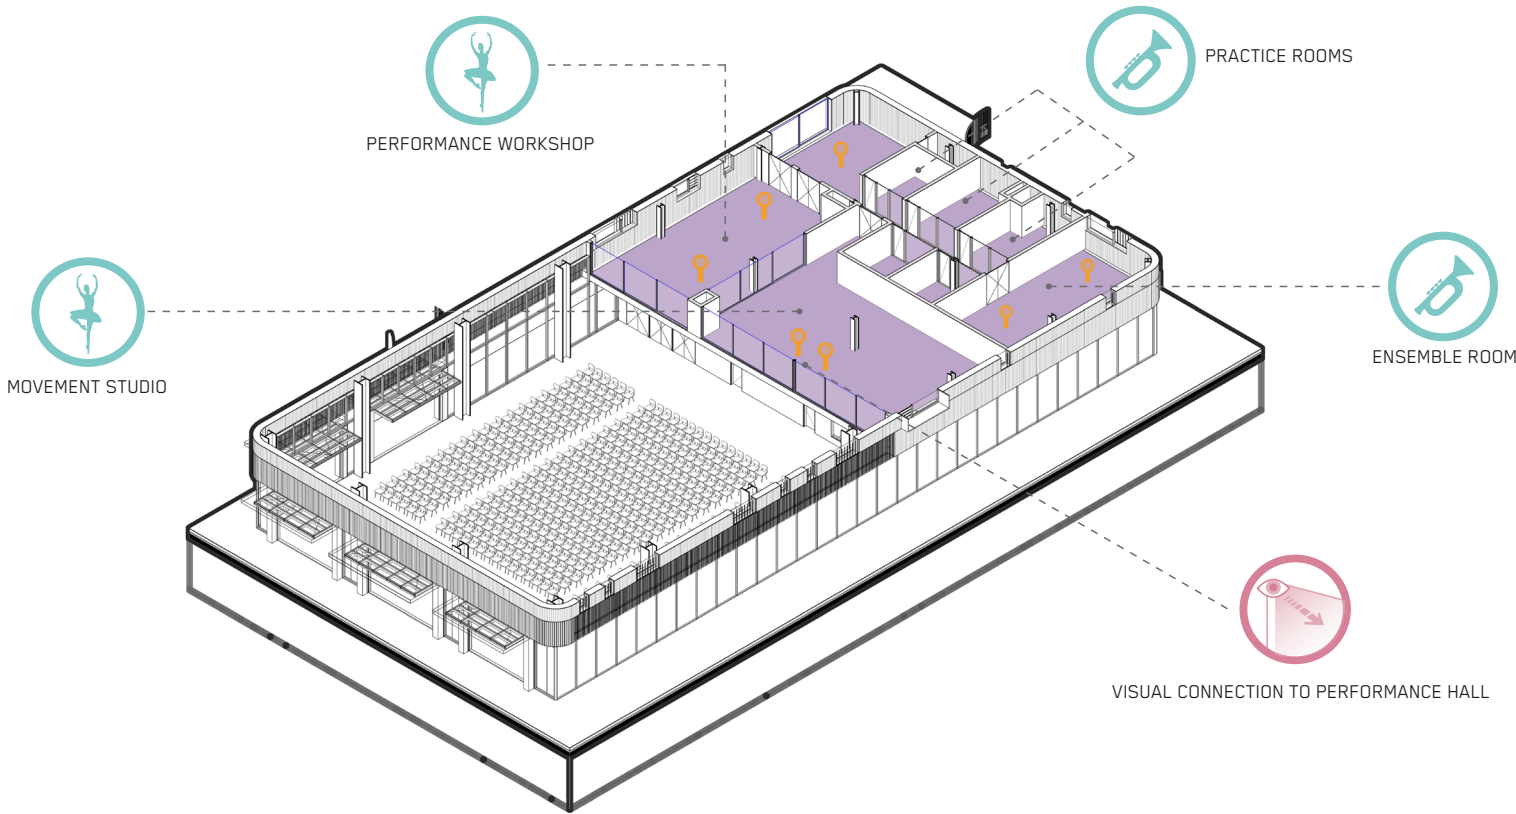 PRACTICE ROOMS
PERFORMANCE WORKSHOP
MOVEMENT STUDIO
ENSEMBLE ROOM
VISUAL CONNECTION TO PERFORMANCE HALL